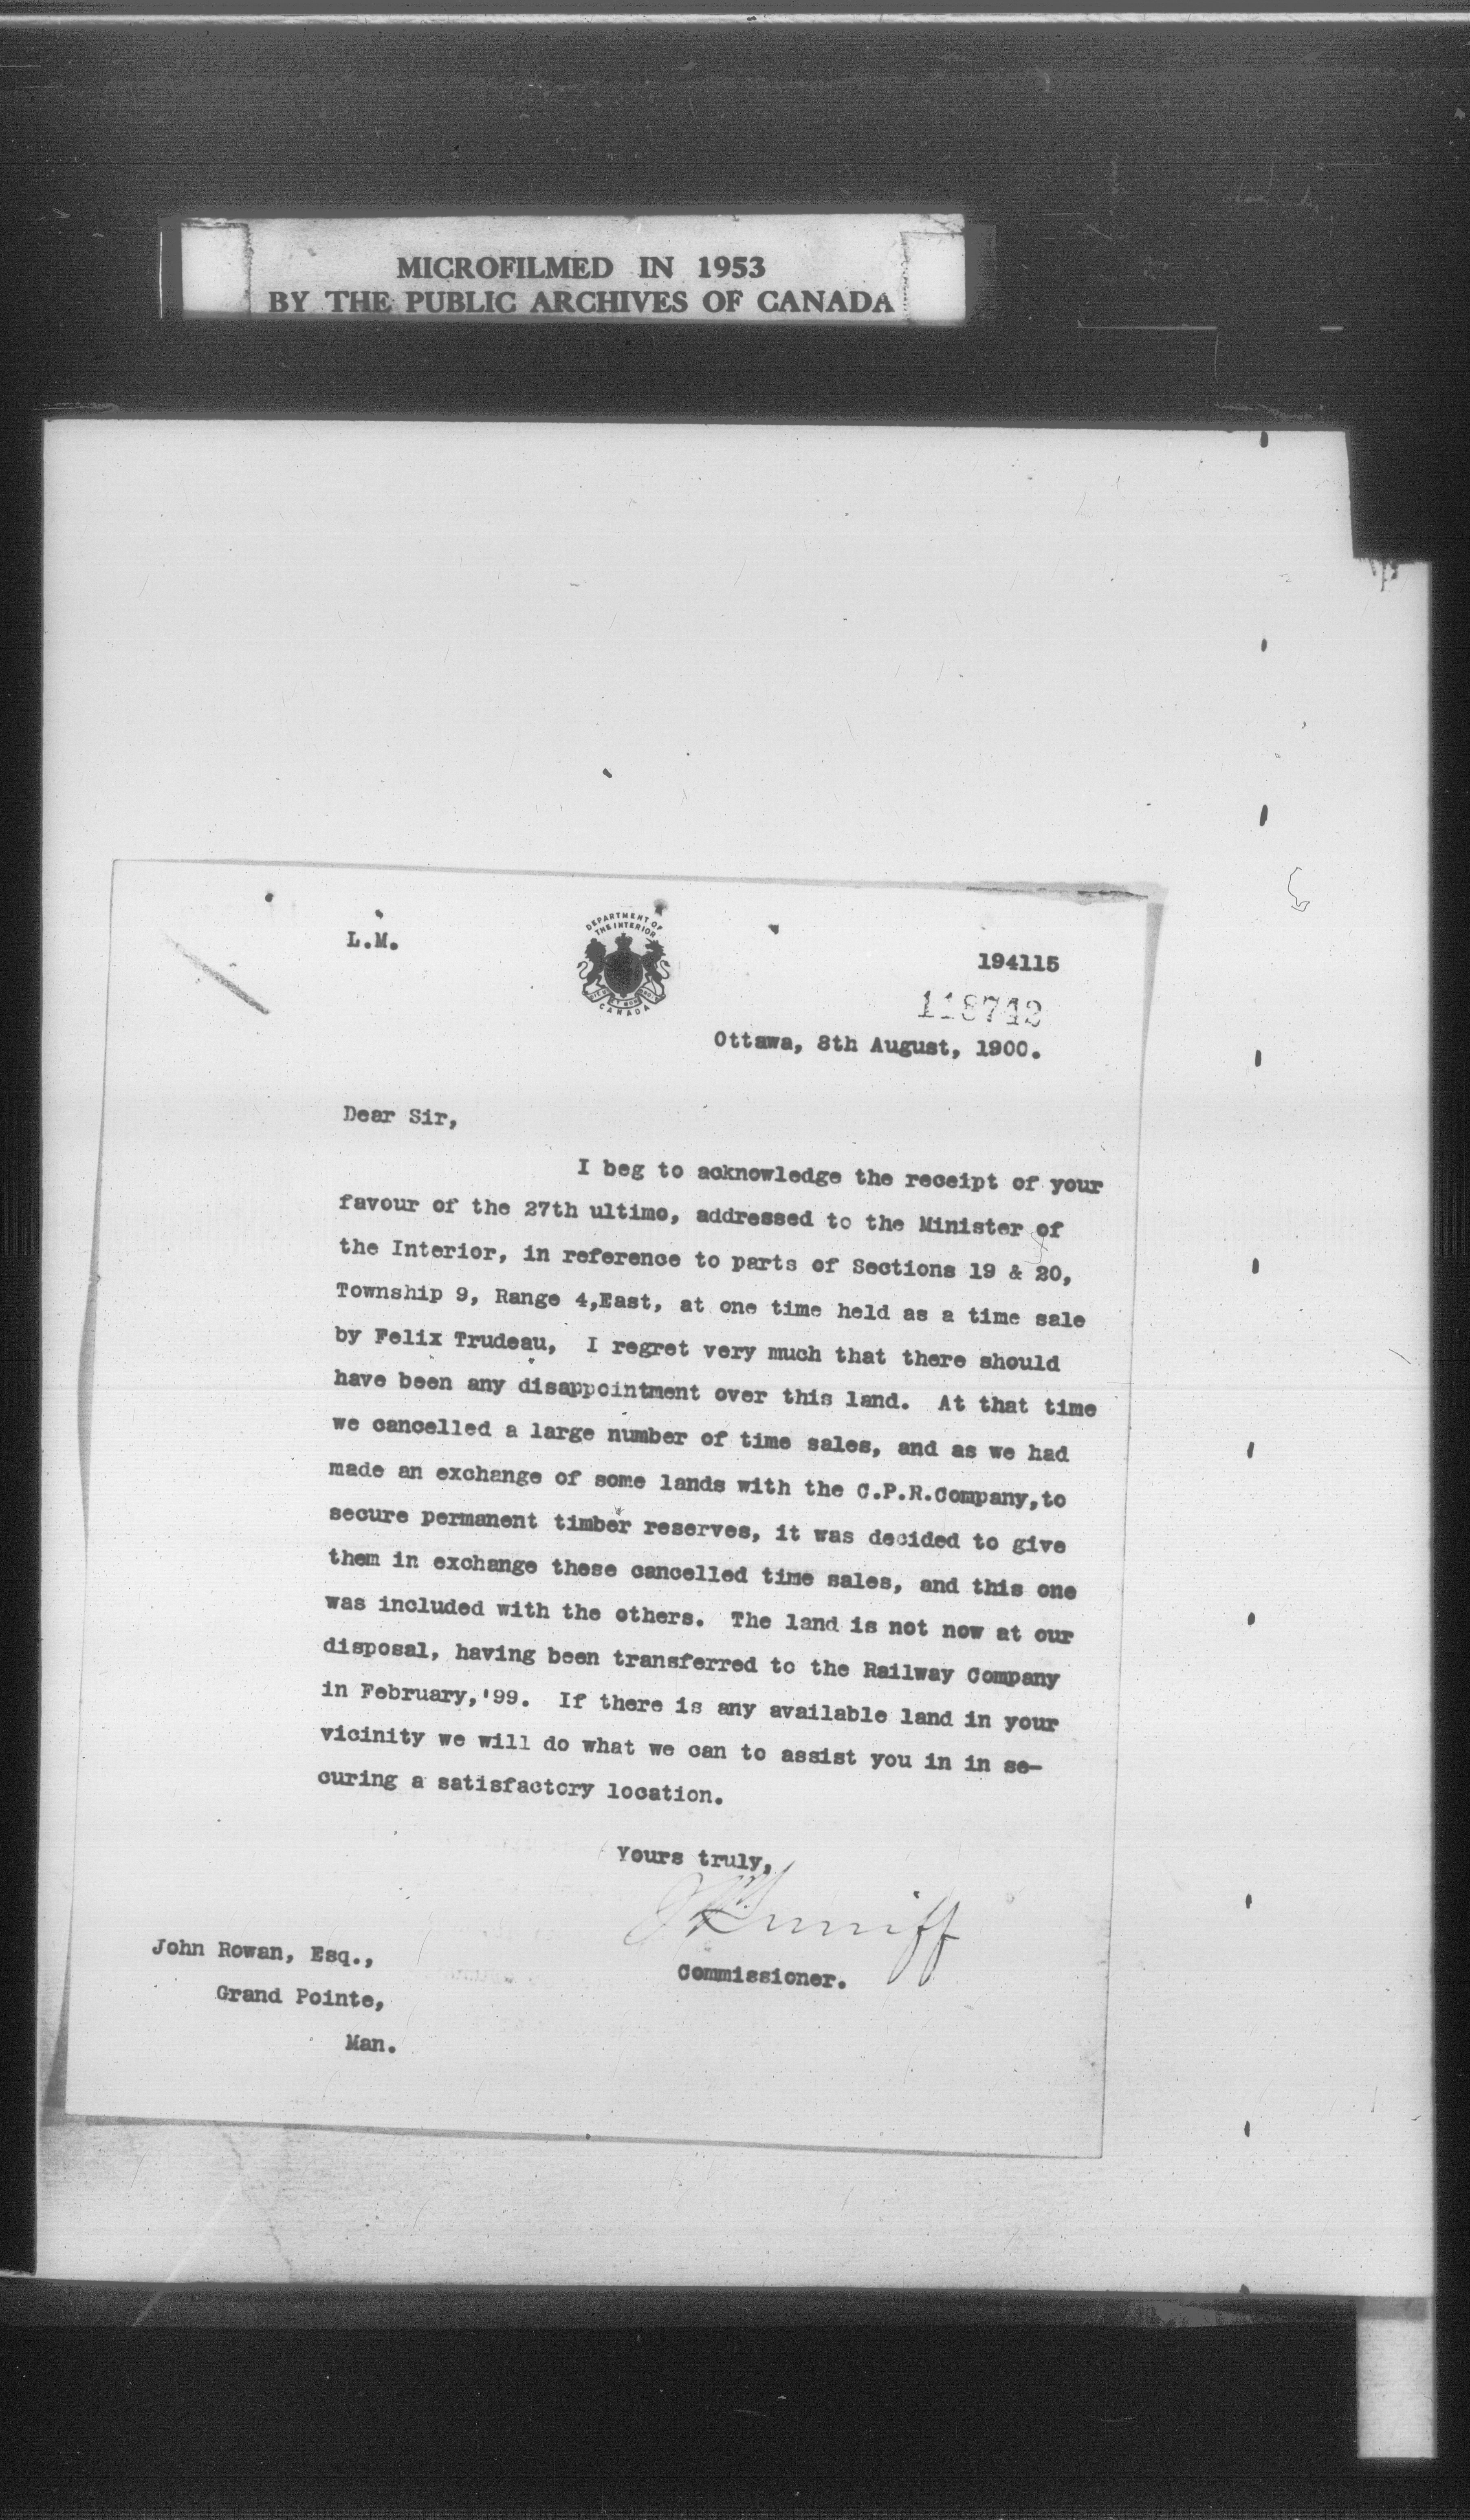 MICROFILMED IN 1953
BY THE PUBLIC ARCHIVES OF CANADA
L.M.
DEPARTMENT OF
THE INTERIOR
CANADA
194115
118742
Ottawa, 8th August, 1900.
Dear Sir,
I beg to acknowledge the receipt of your
favour of the 27th ultimo, addressed to the Minister of
the Interior, in reference to parts of Sections 19 & 20,
Township 9, Range 4,East, at one time held as a time sale
by Felix Trudeau, I regret very much that there should
have been any disappointment over this land. At that time
we cancelled a large number of time sales, and as we had
made an exchange of some lands with the C.P.R.Company,to
secure permanent timber reserves, it was decided to give
them in exchange these cancelled time sales, and this one
was included with the others. The land is not now at our
disposal, having been transferred to the Railway Company
in February,'99. If there is any available land in your
vicinity we will do what we can to assist you in in se-
curing a satisfactory location.
Yours truly,
Commissioner.
John Rowan, Esq.,
Grand Pointe,
Man.